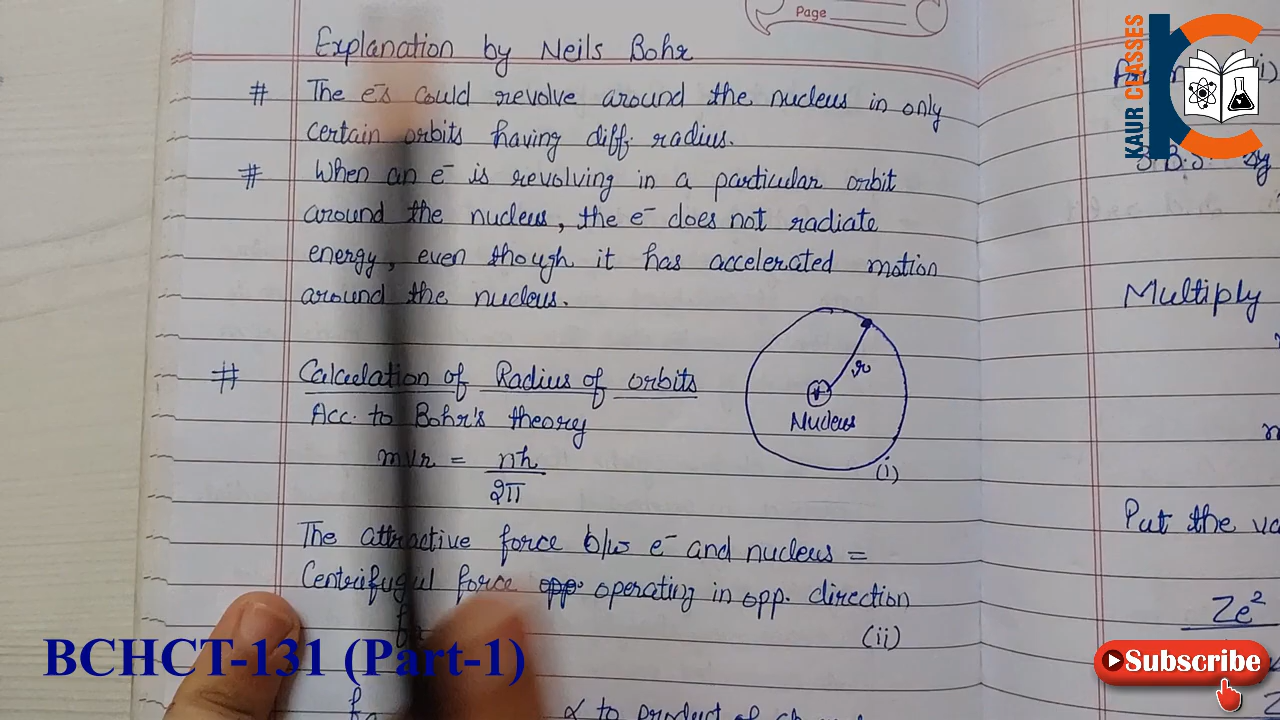 Page
Explanation by Neils Bohr
# The e⁻s could revolve around the nucleus in only
certain orbits having diff. radius.
# When an e⁻ is revolving in a particular orbit
around the nucleus, the e⁻ does not radiate
energy, even though it has accelerated motion
around the nucleus.
# Calculation of Radius of orbits
Acc. to Bohr's theory
mvr = nh
2π
r
Nucleus
(i)
The attractive force b/w e⁻ and nucleus =
Centrifugul force opp. operating in opp. direction
(ii)
α to product of
(i)
Multiply
Put the
Ze²
KAUR CLASSES
BCHCT-131 (Part-1)
Subscribe